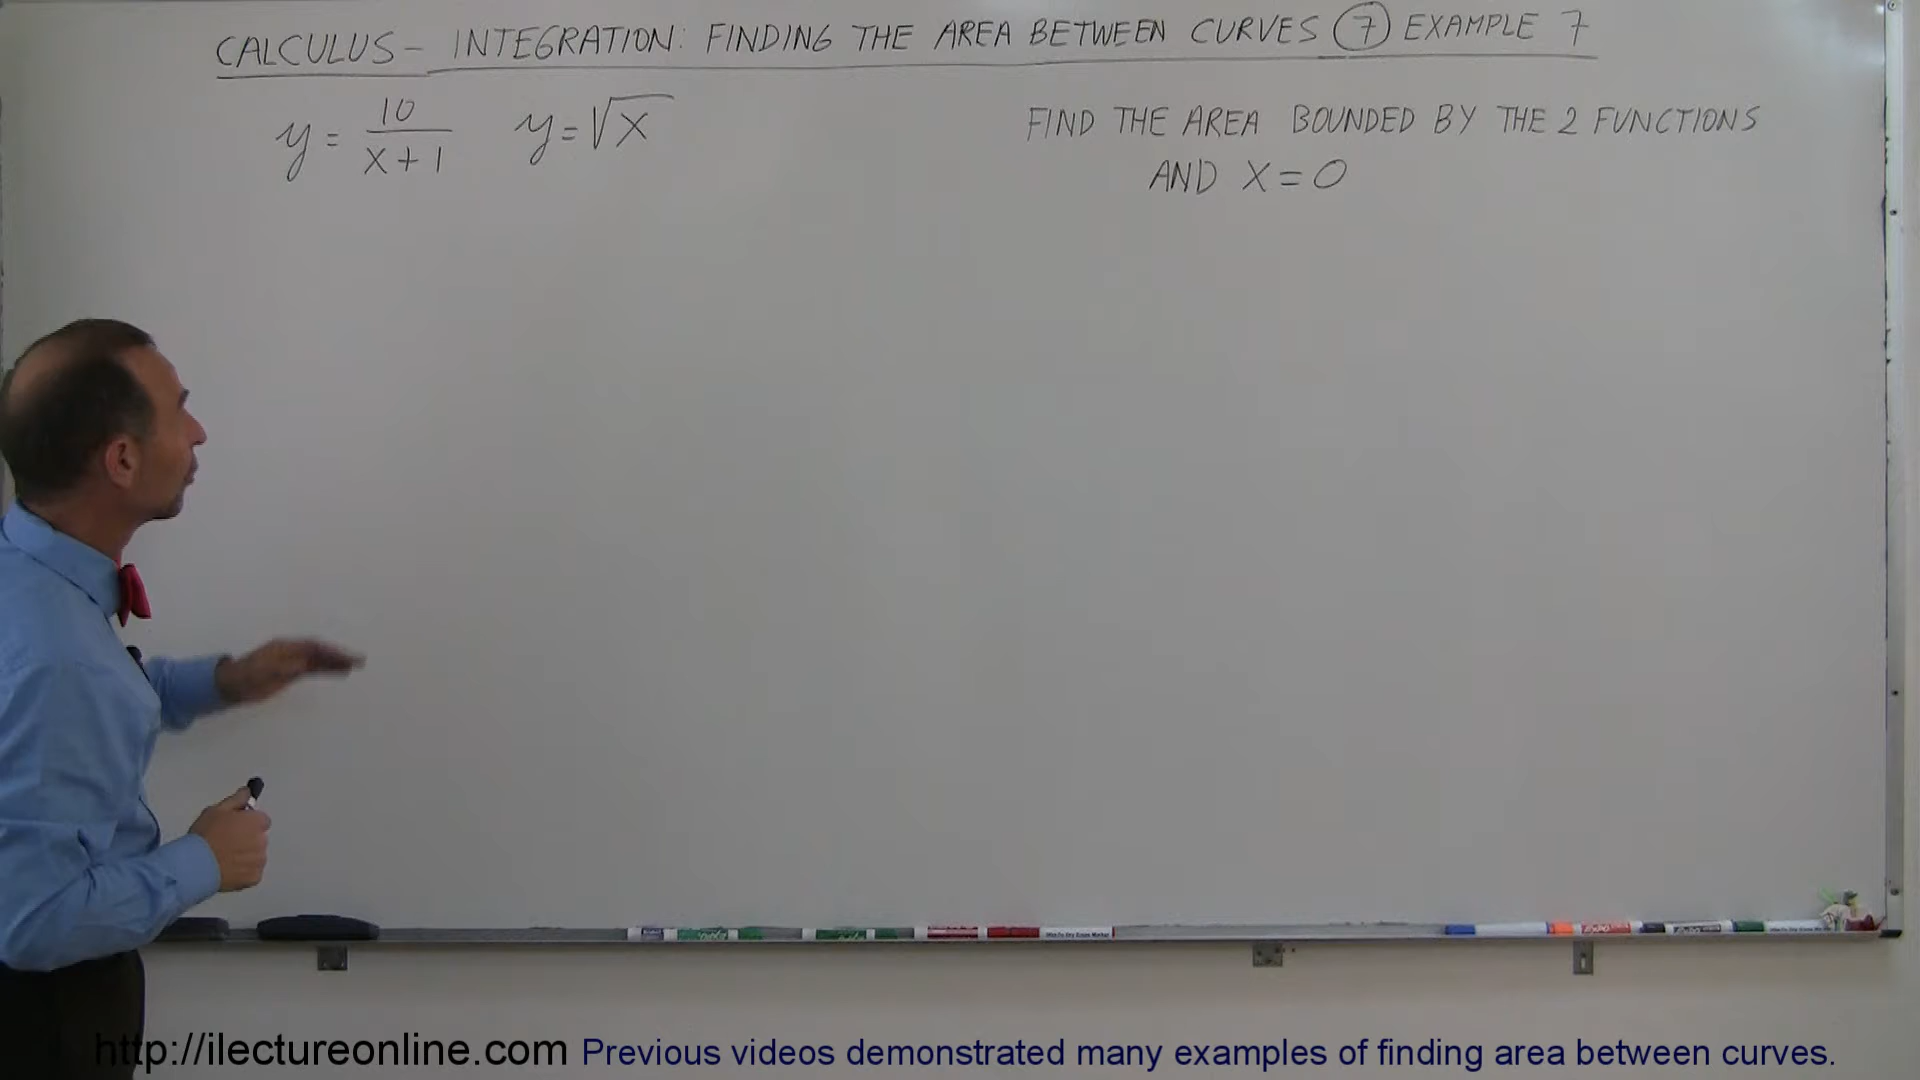 CALCULUS - INTEGRATION: FINDING THE AREA BETWEEN CURVES 7 EXAMPLE 7
y = 10/(x+1) y = √x
FIND THE AREA BOUNDED BY THE 2 FUNCTIONS
AND X = 0
http://ilectureonline.com Previous videos demonstrated many examples of finding area between curves.